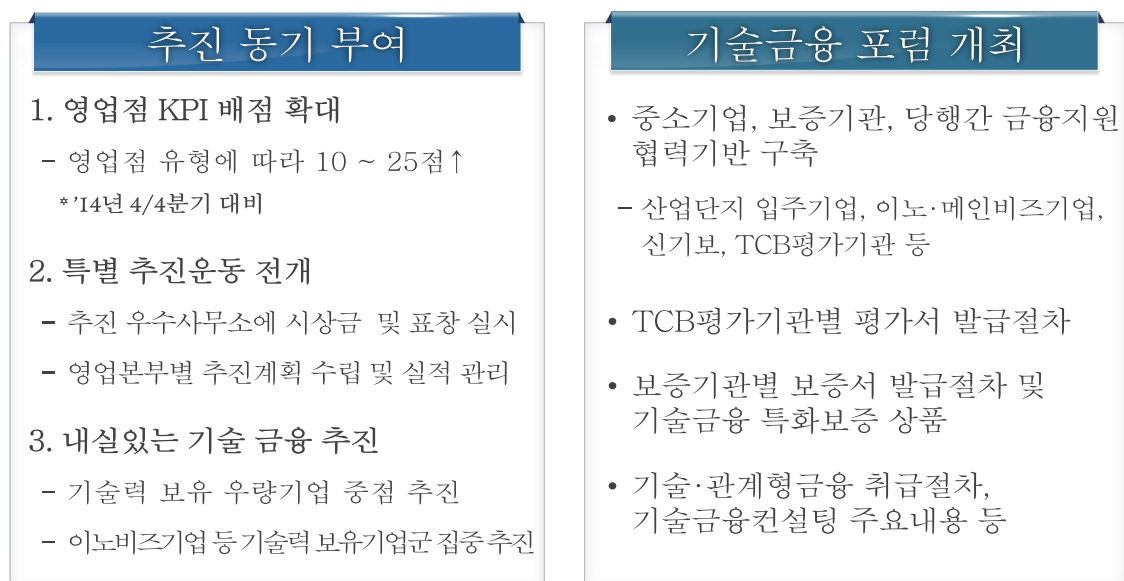 추진 동기 부여
1. 영업점 KPI 배점 확대
- 영업점 유형에 따라 10 ~ 25점↑
* '14년 4/4분기 대비
2. 특별 추진운동 전개
- 추진 우수사무소에 시상금 및 표창 실시
- 영업본부별 추진계획 수립 및 실적 관리
3. 내실있는 기술 금융 추진
- 기술력 보유 우량기업 중점 추진
- 이노비즈기업 등 기술력 보유기업군 집중 추진
기술금융 포럼 개최
• 중소기업, 보증기관, 당행간 금융지원
협력기반 구축
- 산업단지 입주기업, 이노·메인비즈기업,
신기보, TCB평가기관 등
• TCB평가기관별 평가서 발급절차
• 보증기관별 보증서 발급절차 및
기술금융 특화보증 상품
• 기술·관계형금융 취급절차,
기술금융컨설팅 주요내용 등